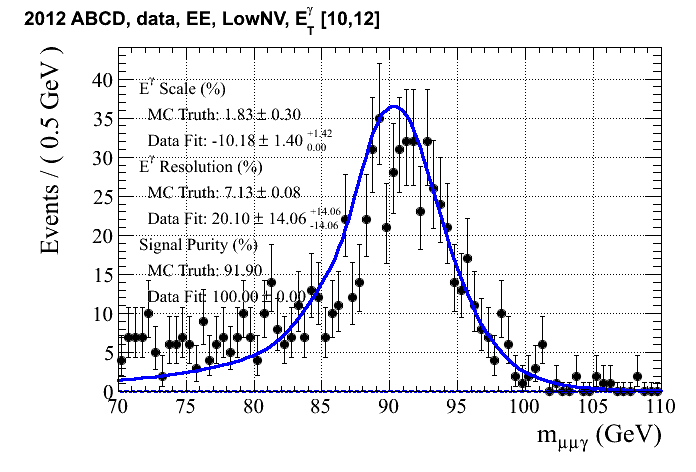 2012 ABCD, data, EE, LowNV, E_T^γ [10,12]
Events / ( 0.5 GeV )
40
35
30
25
20
15
10
5
0
E^γ Scale (%)
MC Truth: 1.83 ± 0.30
Data Fit: -10.18 ± 1.40 +1.42 0.00
E^γ Resolution (%)
MC Truth: 7.13 ± 0.08
Data Fit: 20.10 ± 14.06 +14.06 -14.06
Signal Purity (%)
MC Truth: 91.90
Data Fit: 100.00 ± 0.00
70 75 80 85 90 95 100 105 110
m_μμγ (GeV)